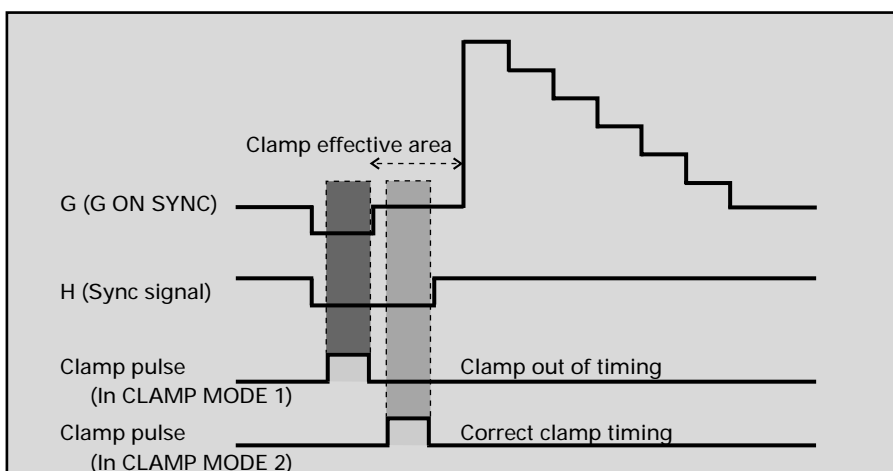 Clamp effective area
G (G ON SYNC)
H (Sync signal)
Clamp pulse
(In CLAMP MODE 1)
Clamp out of timing
Clamp pulse
(In CLAMP MODE 2)
Correct clamp timing